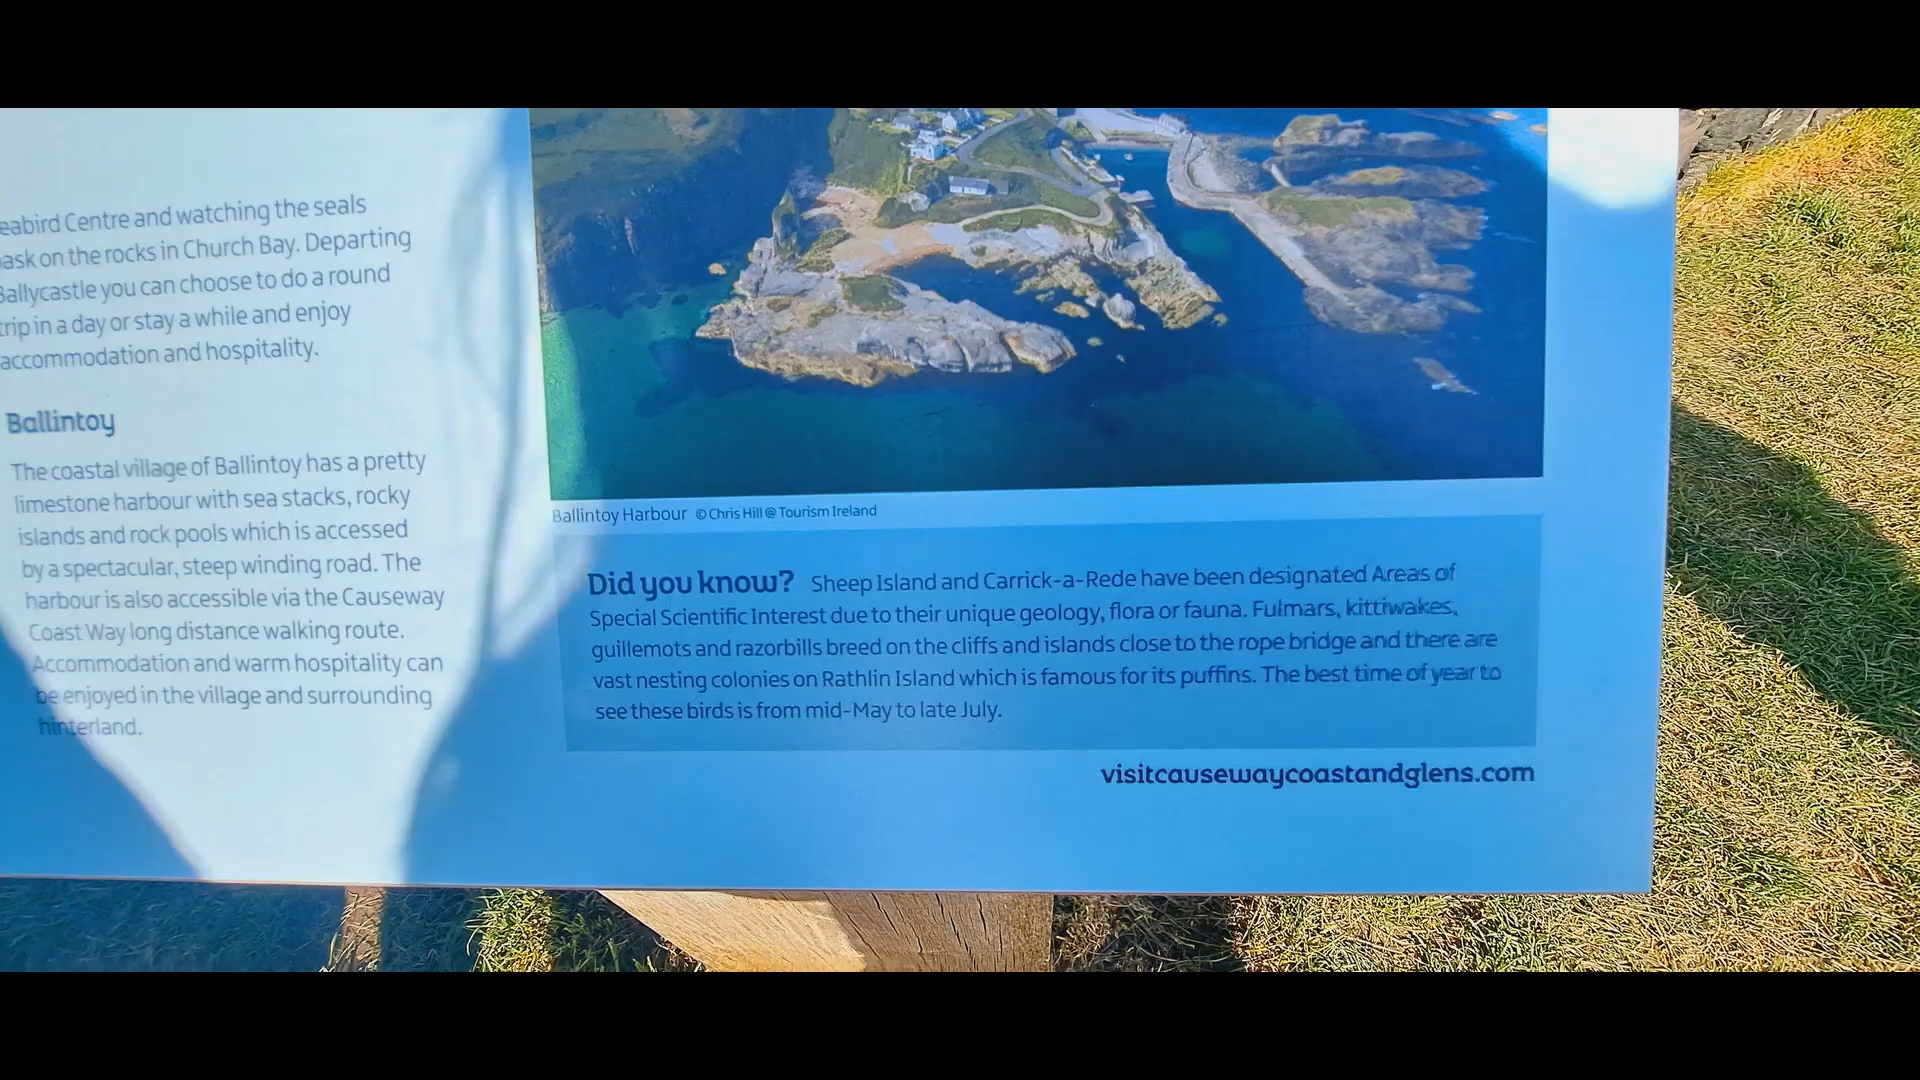 eabird Centre and watching the seals
ask on the rocks in Church Bay. Departing
Ballycastle you can choose to do a round
trip in a day or stay a while and enjoy
accommodation and hospitality.
Ballintoy
The coastal village of Ballintoy has a pretty
limestone harbour with sea stacks, rocky
islands and rock pools which is accessed
by a spectacular, steep winding road. The
harbour is also accessible via the Causeway
Coast Way long distance walking route.
Accommodation and warm hospitality can
be enjoyed in the village and surrounding
hinterland.
Ballintoy Harbour © Chris Hill @ Tourism Ireland
Did you know? Sheep Island and Carrick-a-Rede have been designated Areas of
Special Scientific Interest due to their unique geology, flora or fauna. Fulmars, kittiwakes,
guillemots and razorbills breed on the cliffs and islands close to the rope bridge and there are
vast nesting colonies on Rathlin Island which is famous for its puffins. The best time of year to
see these birds is from mid-May to late July.
visitcausewaycoastandglens.com